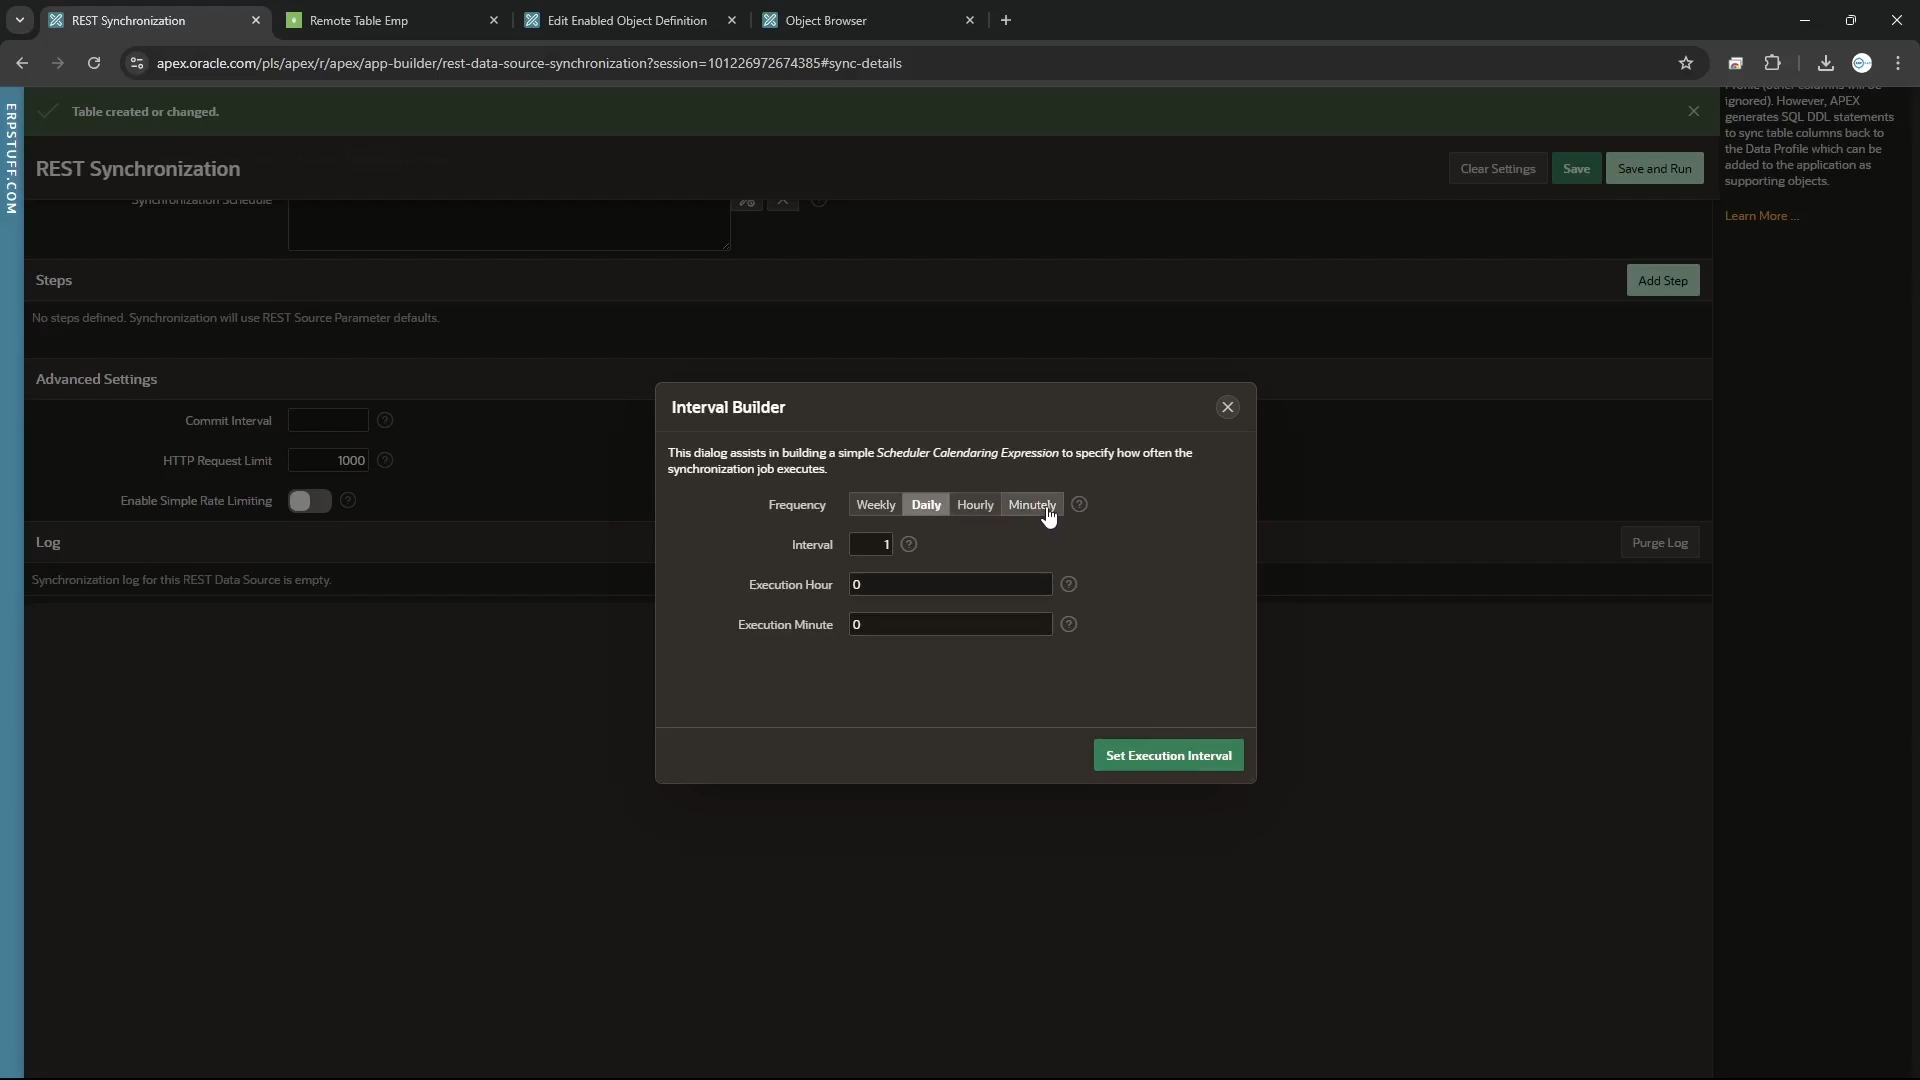 REST Synchronization
Remote Table Emp
Edit Enabled Object Definition
Object Browser
apex.oracle.com/pls/apex/r/apex/app-builder/rest-data-source-synchronization?session=101226972674385#sync-details
ERPSTUFF.COM
Table created or changed.
REST Synchronization
Clear Settings
Save
Save and Run
Profile (other columns will be
ignored). However, APEX
generates SQL DDL statements
to sync table columns back to
the Data Profile which can be
added to the application as
supporting objects.
Learn More ...
Synchronization Schedule
Steps
Add Step
No steps defined. Synchronization will use REST Source Parameter defaults.
Advanced Settings
Commit Interval
HTTP Request Limit
1000
Enable Simple Rate Limiting
Log
Purge Log
Synchronization log for this REST Data Source is empty.
Interval Builder
This dialog assists in building a simple Scheduler Calendaring Expression to specify how often the
synchronization job executes.
Frequency
Weekly
Daily
Hourly
Minutely
Interval
1
Execution Hour
0
Execution Minute
0
Set Execution Interval